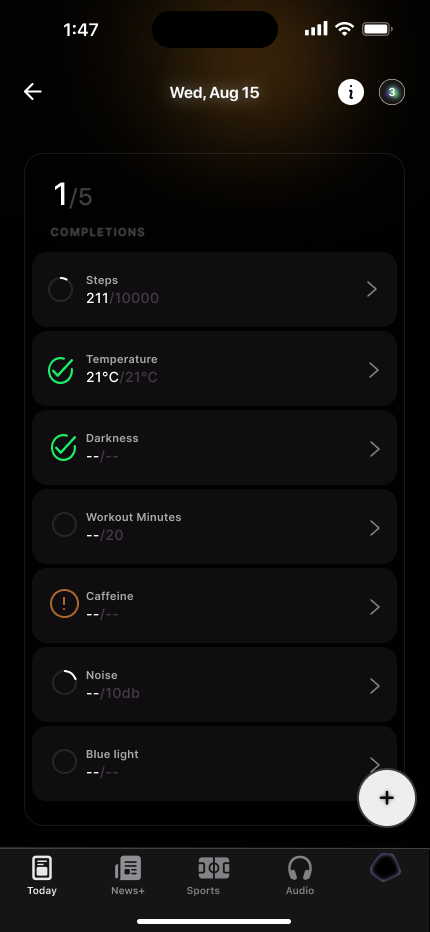 1:47
Wed, Aug 15
i
3
1/5
COMPLETIONS
Steps
211/10000
Temperature
21°C/21°C
Darkness
--/--
Workout Minutes
--/20
Caffeine
--/--
Noise
--/10db
Blue light
--/--
Today
News+
Sports
Audio